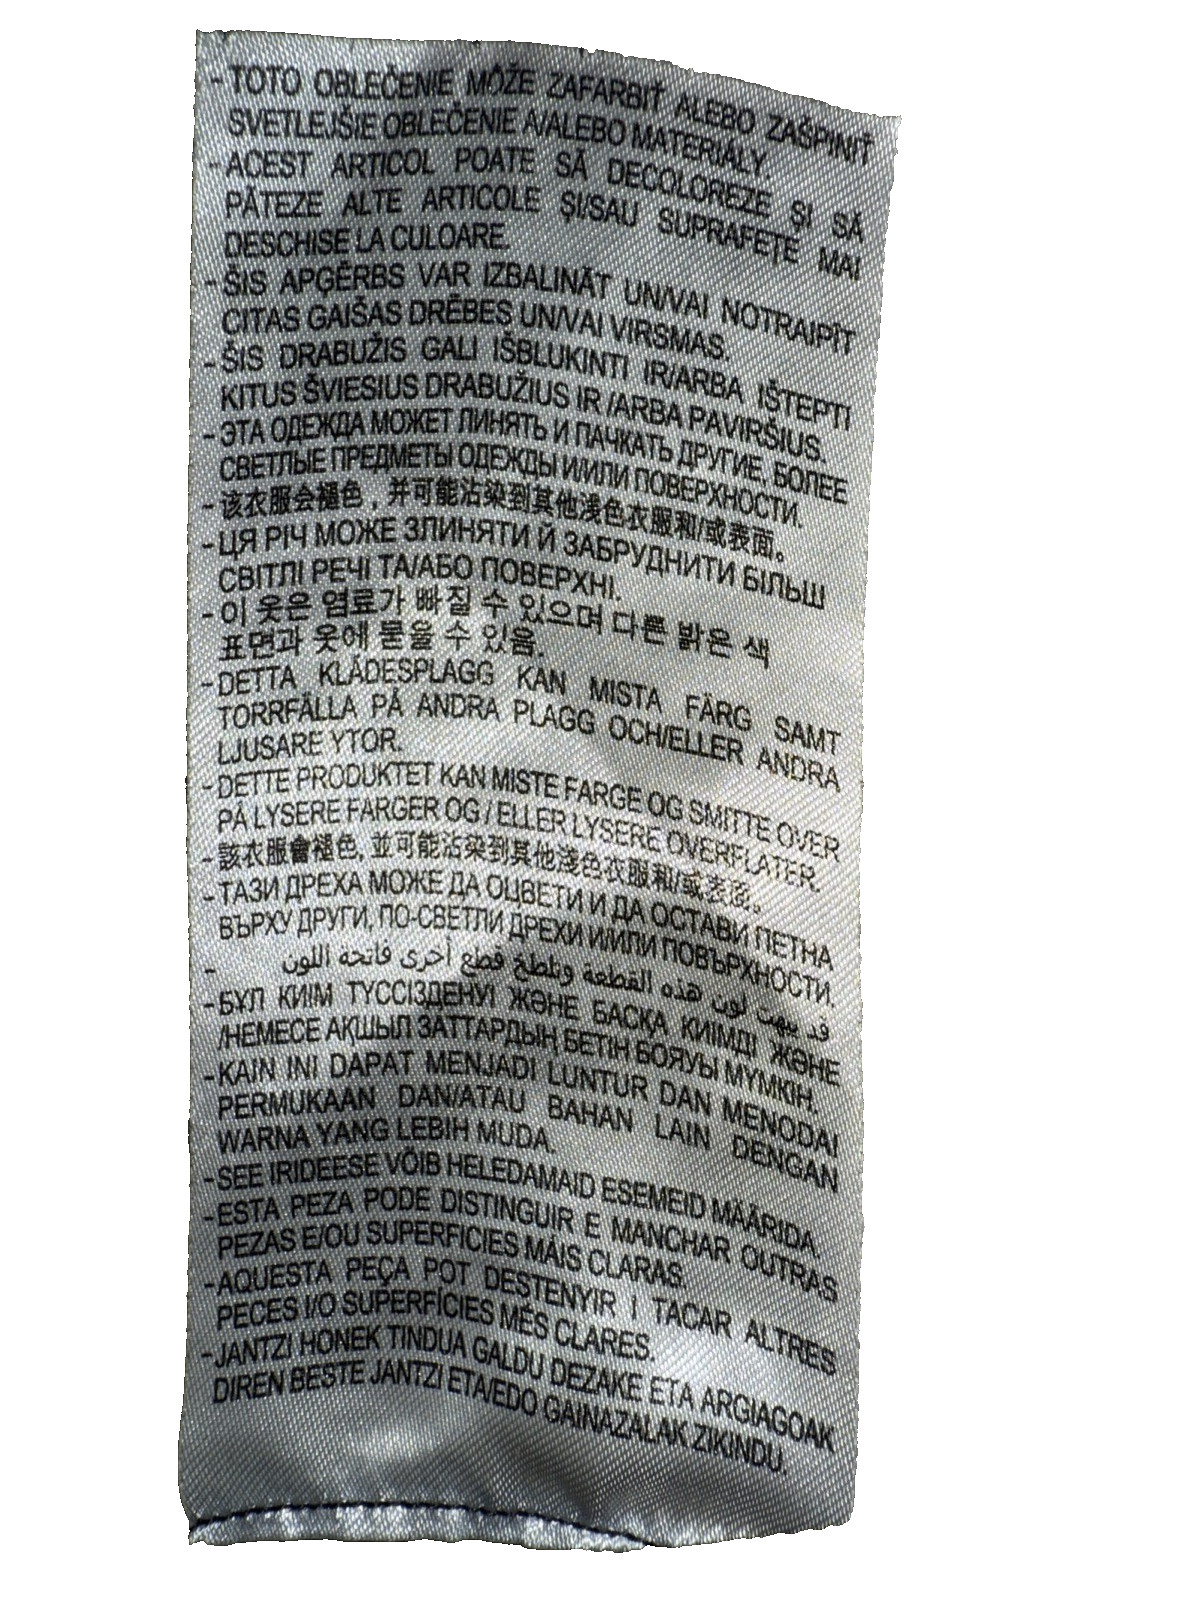 - TOTO OBLEČENIE MÔŽE ZAFARBIŤ ALEBO ZAŠPINIŤ
SVETLEJŠIE OBLEČENIE A/ALEBO MATERIALY
- ACEST ARTICOL POATE SĂ DECOLOREZE ŞI SĂ
PĂTEZE ALTE ARTICOLE ŞI/SAU SUPRAFEŢE MAI
DESCHISE LA CULOARE.
- ŠIS APĢĒRBS VAR IZBALINĀT UN/VAI NOTRAIPĪT
CITAS GAIŠAS DRĒBES UN/VAI VIRSMAS.
- ŠIS DRABUŽIS GALI IŠBLUKINTI IR/ARBA IŠTEPTI
KITUS ŠVIESIUS DRABUŽIUS IR /ARBA PAVIRŠIUS.
- ЭТА ОДЕЖДА МОЖЕТ ЛИНЯТЬ И ПАЧКАТЬ ДРУГИЕ, БОЛЕЕ
СВЕТЛЫЕ ПРЕДМЕТЫ ОДЕЖДЫ И/ИЛИ ПОВЕРХНОСТИ.
- 该衣服会褪色，并可能沾染到其他浅色衣服和/或表面。
- ЦЯ РІЧ МОЖЕ ЗЛИНЯТИ Й ЗАБРУДНИТИ БІЛЬШ
СВІТЛІ РЕЧІ ТА/АБО ПОВЕРХНІ.
- 이 옷은 염료가 빠질 수 있으며 다른 밝은 색
표면과 옷에 묻을 수 있음.
- DETTA KLÄDESPLAGG KAN MISTA FÄRG SAMT
TORRFÄLLA PÅ ANDRA PLAGG OCH/ELLER ANDRA
LJUSARE YTOR.
- DETTE PRODUKTET KAN MISTE FARGE OG SMITTE OVER
PÅ LYSERE FARGER OG / ELLER LYSERE OVERFLATER.
- 該衣服會褪色, 並可能沾染到其他淺色衣服和/或表面。
- ТАЗИ ДРЕХА МОЖЕ ДА ОЦВЕТИ И ДА ОСТАВИ ПЕТНА
ВЪРХУ ДРУГИ, ПО-СВЕТЛИ ДРЕХИ И/ИЛИ ПОВЪРХНОСТИ.
- قد يبهت لون هذه القطعة ويلطخ قطع أخرى فاتحة اللون
- БҰЛ КИІМ ТҮССІЗДЕНУІ ЖӘНЕ БАСҚА КИІМДІ ЖӘНЕ
/НЕМЕСЕ АҚШЫЛ ЗАТТАРДЫҢ БЕТІН БОЯУЫ МҮМКІН.
- KAIN INI DAPAT MENJADI LUNTUR DAN MENODAI
PERMUKAAN DAN/ATAU BAHAN LAIN DENGAN
WARNA YANG LEBIH MUDA.
- SEE IRIDEESE VÕIB HELEDAMAID ESEMEID MÄÄRIDA.
- ESTA PEZA PODE DISTINGUIR E MANCHAR OUTRAS
PEZAS E/OU SUPERFICIES MÁIS CLARAS.
- AQUESTA PEÇA POT DESTENYIR I TACAR ALTRES
PECES I/O SUPERFÍCIES MÉS CLARES.
- JANTZI HONEK TINDUA GALDU DEZAKE ETA ARGIAGOAK
DIREN BESTE JANTZI ETA/EDO GAINAZALAK ZIKINDU.